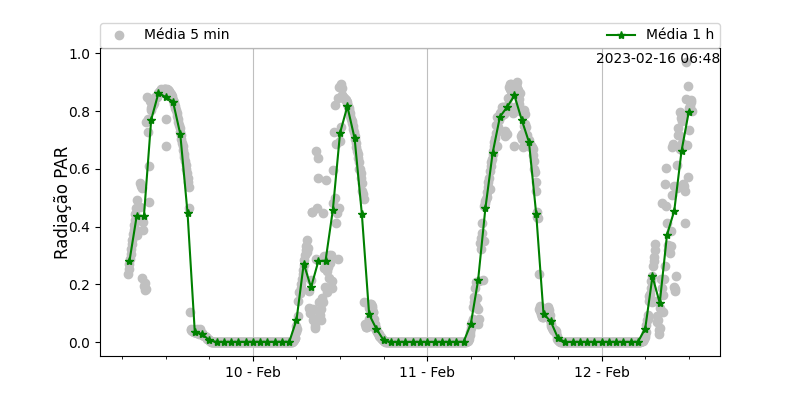 Média 5 min
Média 1 h
2023-02-16 06:48
Radiação PAR
1.0
0.8
0.6
0.4
0.2
0.0
10 - Feb
11 - Feb
12 - Feb